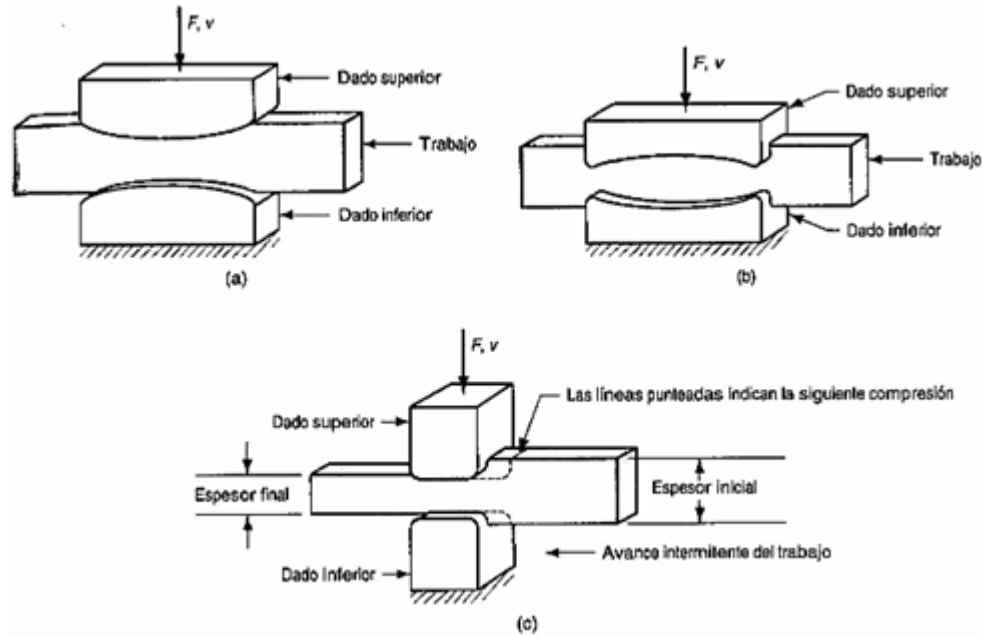 F, v
Dado superior
Trabajo
Dado inferior
(a)
F, v
Dado superior
Trabajo
Dado inferior
(b)
F, v
Las líneas punteadas indican la siguiente compresión
Dado superior
Espesor final
Espesor inicial
Avance intermitente del trabajo
Dado inferior
(c)